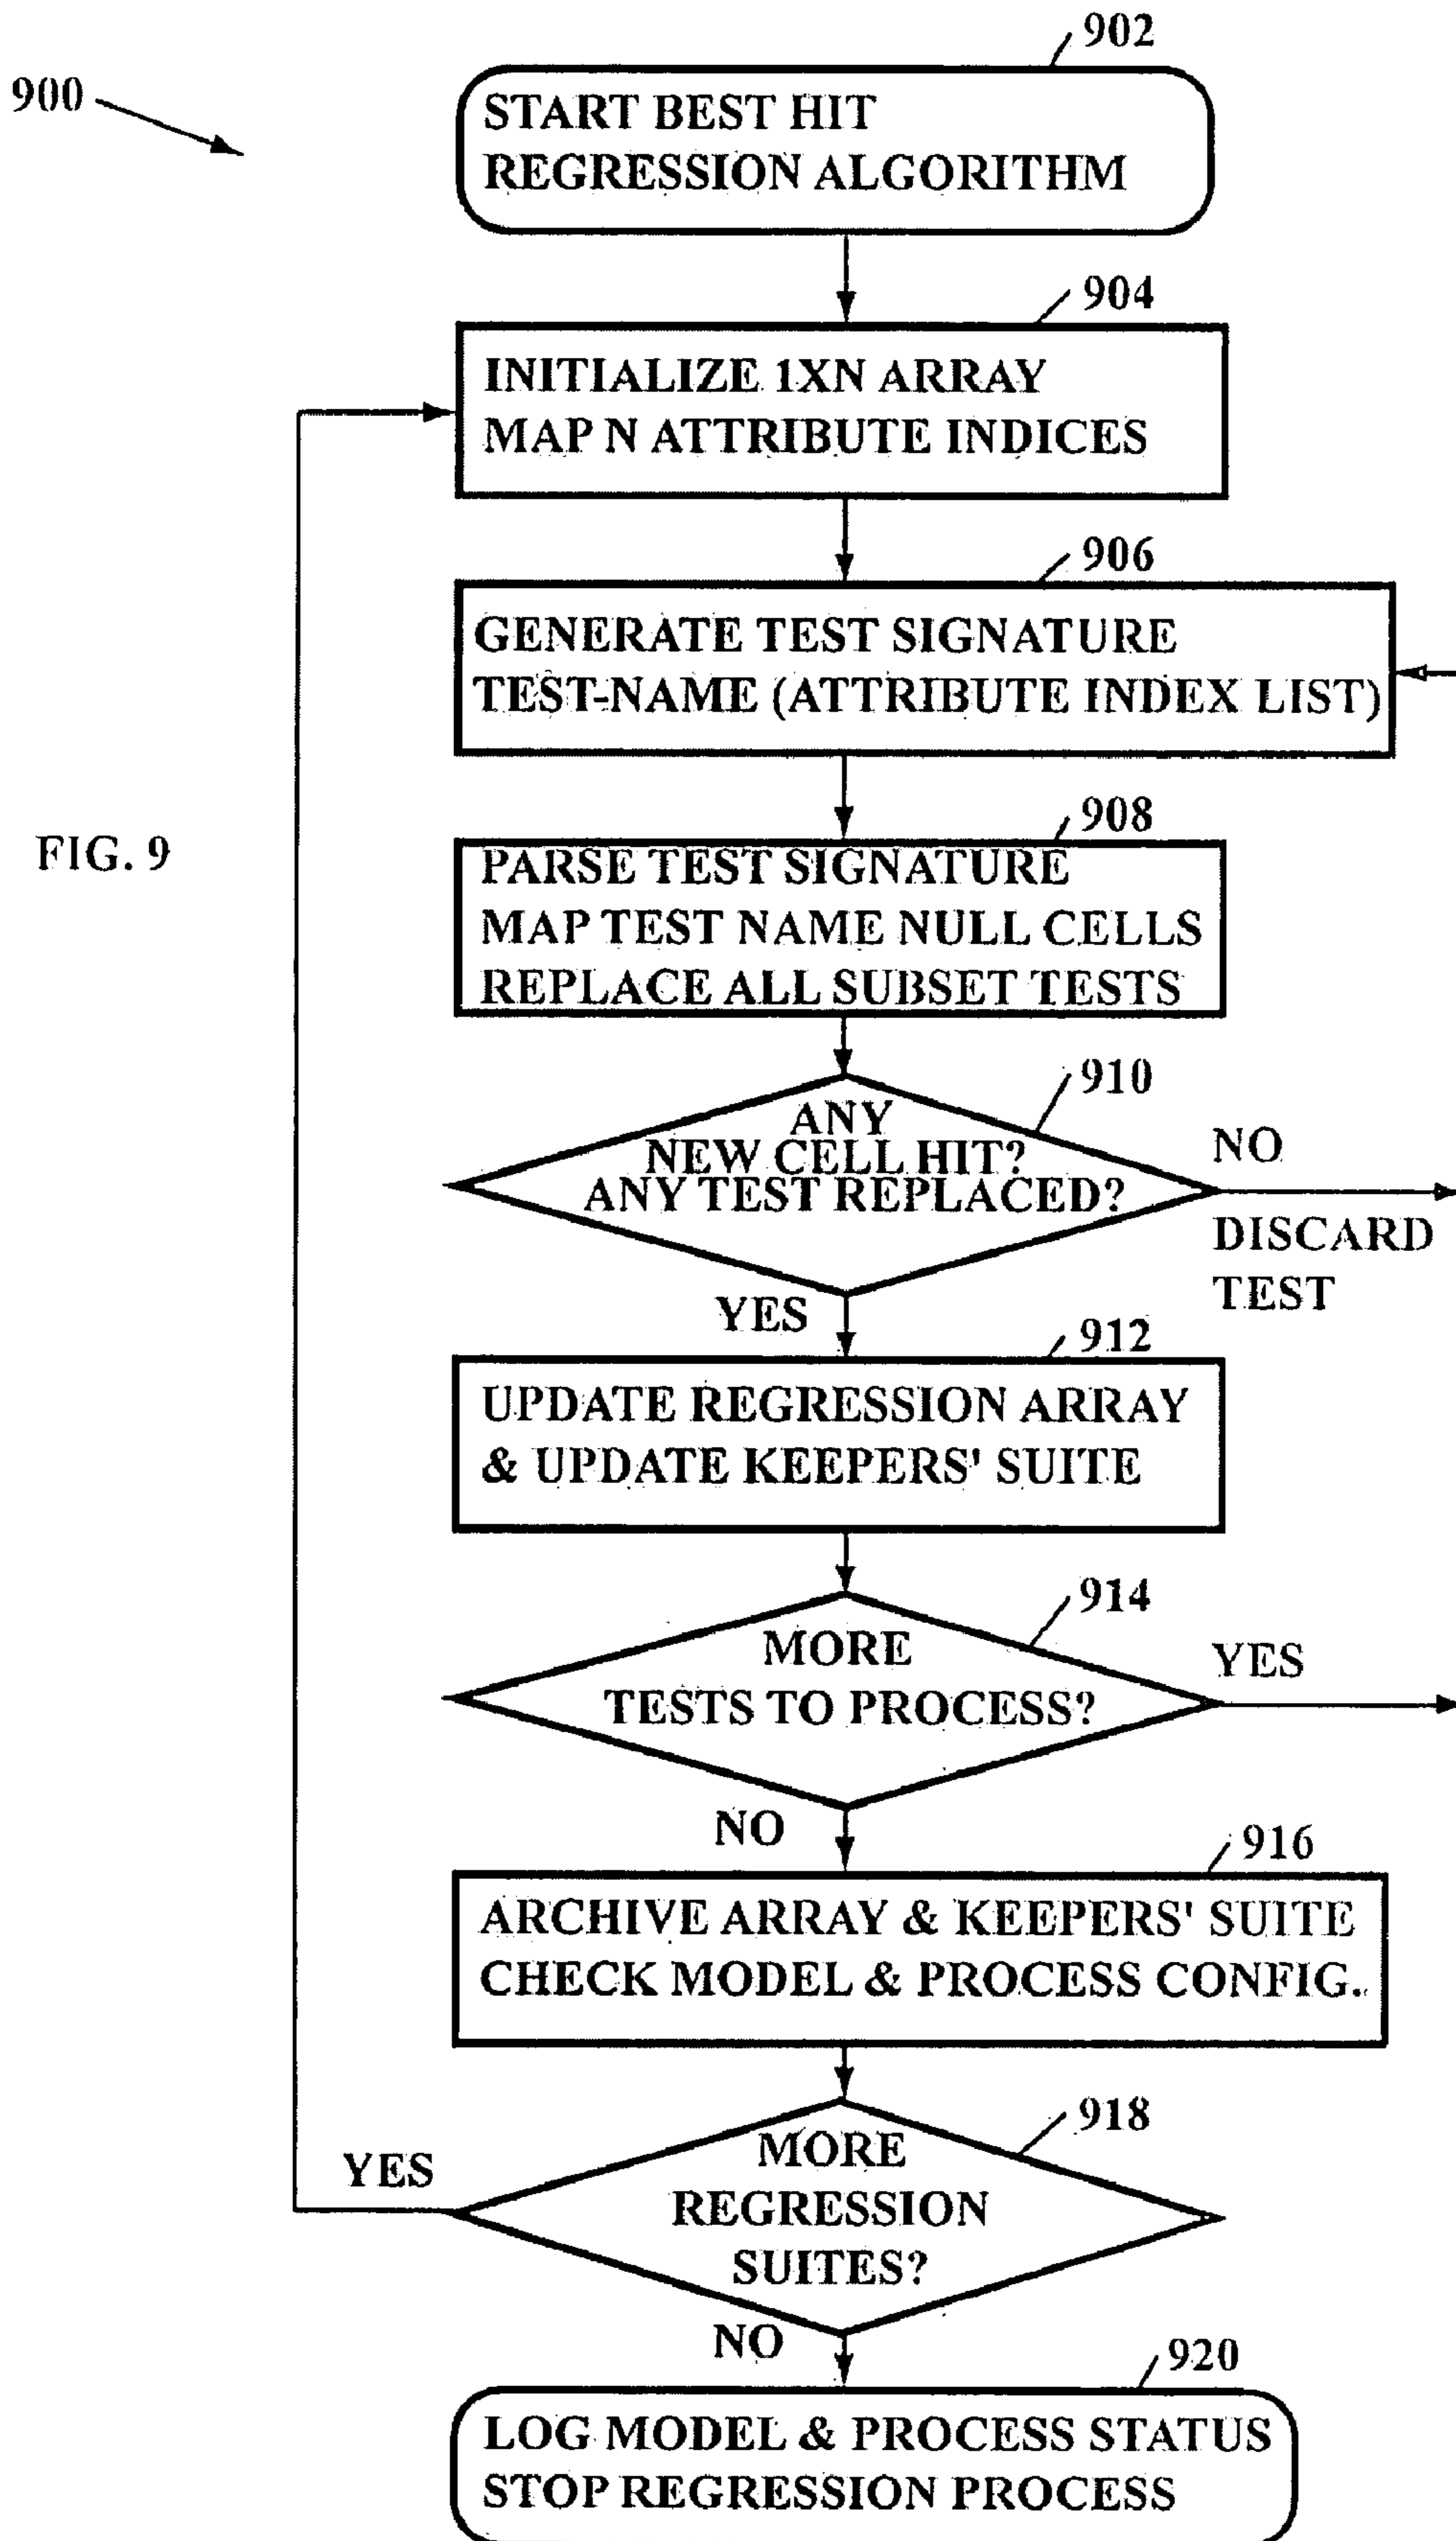 902
900
START BEST HIT
REGRESSION ALGORITHM
904
INITIALIZE 1XN ARRAY
MAP N ATTRIBUTE INDICES
906
GENERATE TEST SIGNATURE
TEST-NAME (ATTRIBUTE INDEX LIST)
FIG. 9
908
PARSE TEST SIGNATURE
MAP TEST NAME NULL CELLS
REPLACE ALL SUBSET TESTS
910
ANY
NEW CELL HIT?
ANY TEST REPLACED?
NO
DISCARD
TEST
YES
912
UPDATE REGRESSION ARRAY
& UPDATE KEEPERS' SUITE
914
MORE
TESTS TO PROCESS?
YES
NO
916
ARCHIVE ARRAY & KEEPERS' SUITE
CHECK MODEL & PROCESS CONFIG.
918
MORE
REGRESSION
SUITES?
YES
NO
920
LOG MODEL & PROCESS STATUS
STOP REGRESSION PROCESS